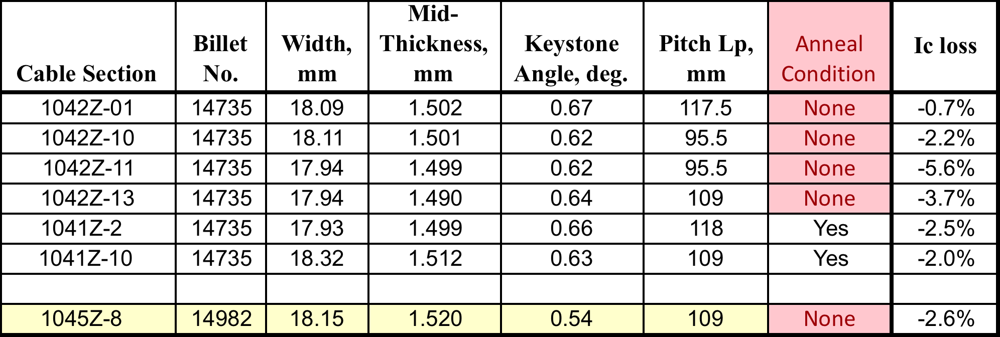 Cable Section Billet No. Width, mm Mid-Thickness, mm Keystone Angle, deg. Pitch Lp, mm Anneal Condition Ic loss
1042Z-01 14735 18.09 1.502 0.67 117.5 None -0.7%
1042Z-10 14735 18.11 1.501 0.62 95.5 None -2.2%
1042Z-11 14735 17.94 1.499 0.62 95.5 None -5.6%
1042Z-13 14735 17.94 1.490 0.64 109 None -3.7%
1041Z-2 14735 17.93 1.499 0.66 118 Yes -2.5%
1041Z-10 14735 18.32 1.512 0.63 109 Yes -2.0%
1045Z-8 14982 18.15 1.520 0.54 109 None -2.6%